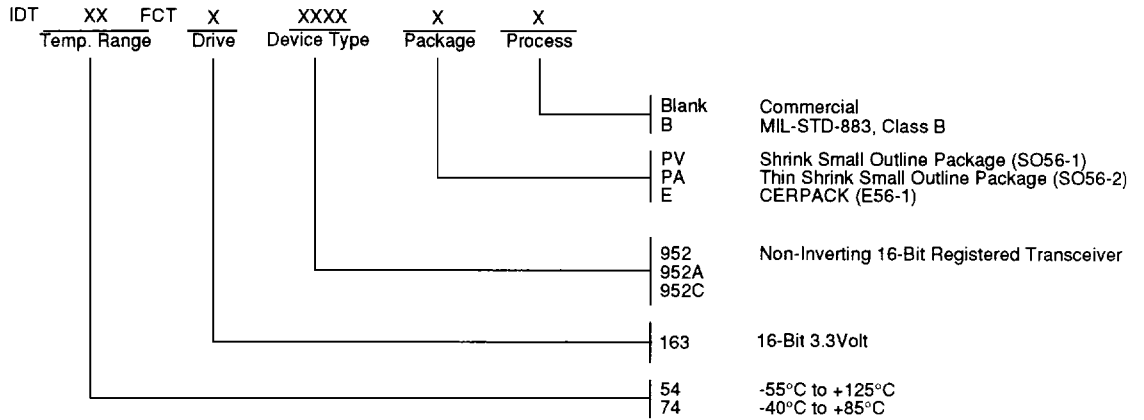 IDT XX FCT X XXXX X X
Temp. Range Drive Device Type Package Process
Blank Commercial
B MIL-STD-883, Class B
PV Shrink Small Outline Package (SO56-1)
PA Thin Shrink Small Outline Package (SO56-2)
E CERPACK (E56-1)
952 Non-Inverting 16-Bit Registered Transceiver
952A
952C
163 16-Bit 3.3Volt
54 -55°C to +125°C
74 -40°C to +85°C